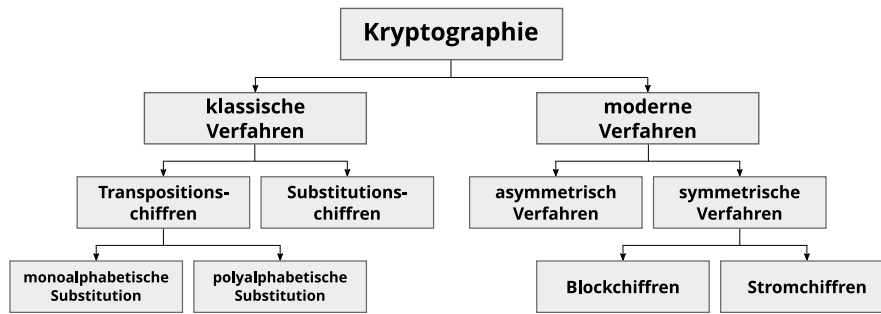 Kryptographie
klassische
Verfahren
moderne
Verfahren
Transpositions-
chiffren
Substitutions-
chiffren
asymmetrisch
Verfahren
symmetrische
Verfahren
monoalphabetische
Substitution
polyalphabetische
Substitution
Blockchiffren
Stromchiffren